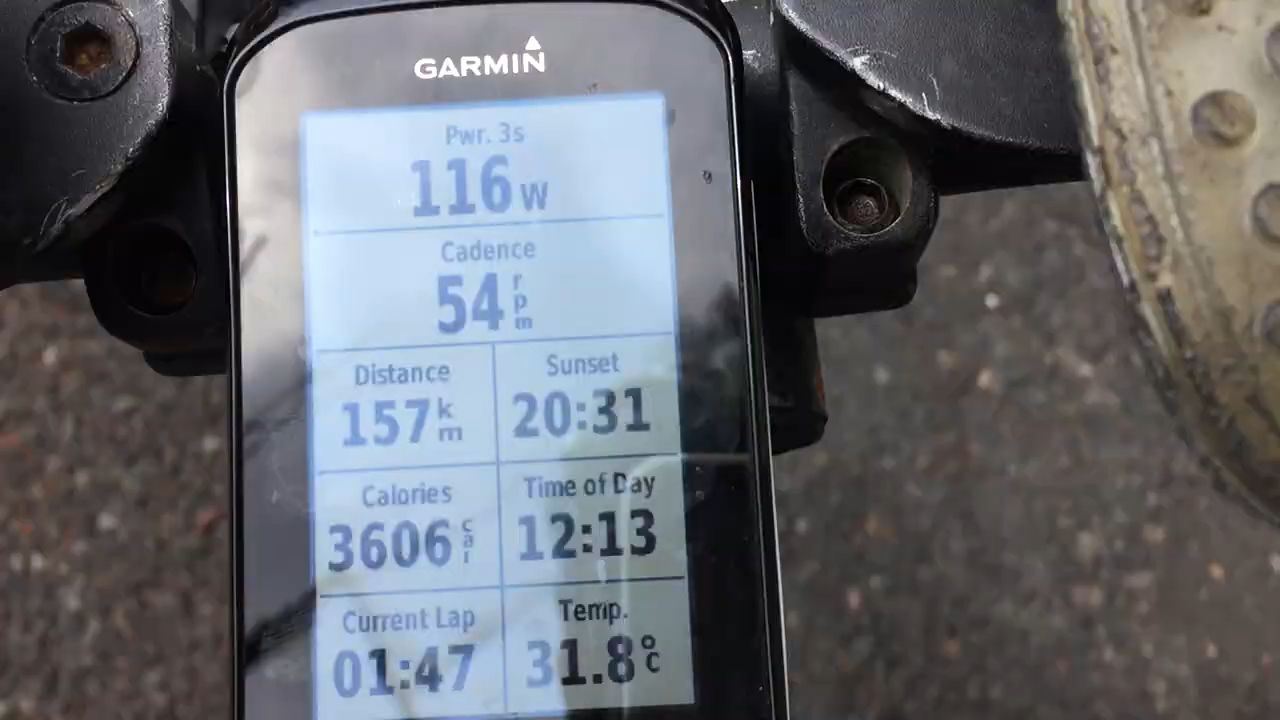 GARMIN
Pwr. 3s
116 W
Cadence
54 rpm
Distance
157 km
Sunset
20:31
Calories
3606 cal
Time of Day
12:13
Current Lap
01:47
Temp.
31.8 °C